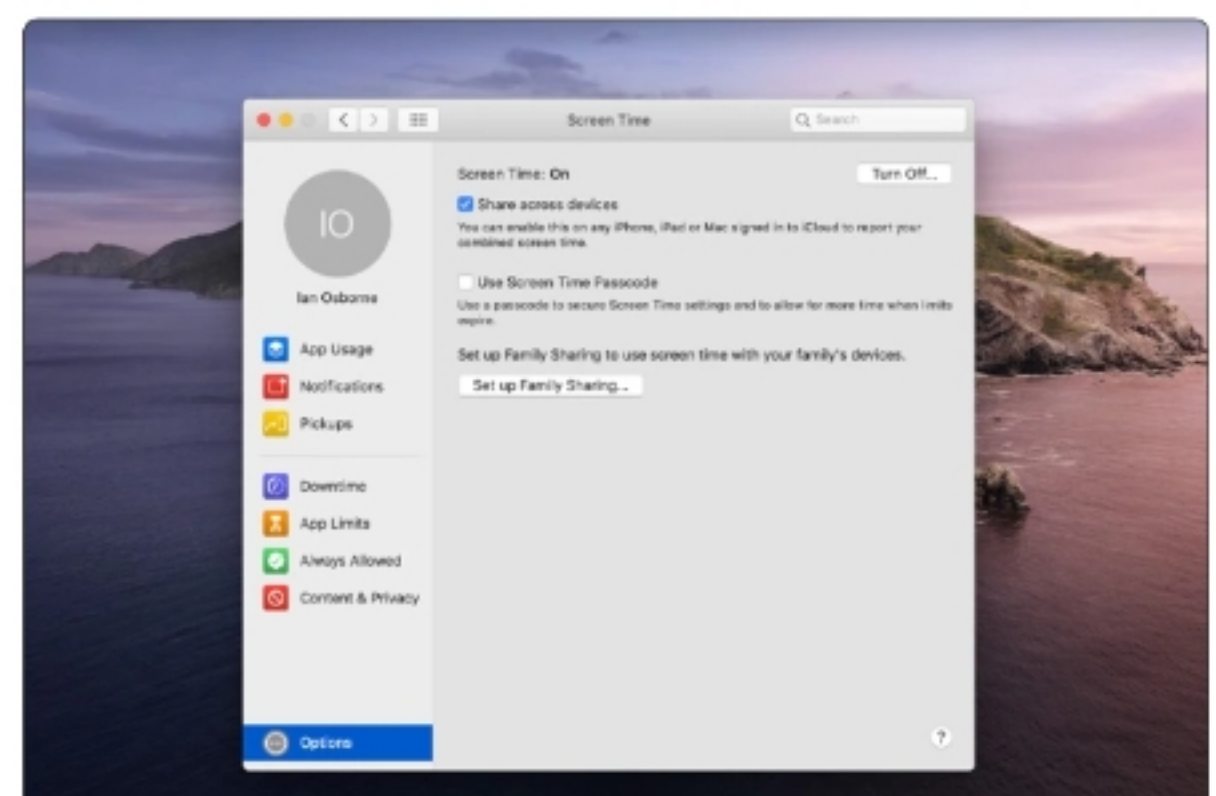 Screen Time
Search
IO
Ian Osborne
App Usage
Notifications
Pickups
Downtime
App Limits
Always Allowed
Content & Privacy
Options
Screen Time: On
Turn Off...
Share across devices
You can enable this on any iPhone, iPad or Mac signed in to iCloud to report your
combined screen time.
Use Screen Time Passcode
Use a passcode to secure Screen Time settings and to allow for more time when limits
expire.
Set up Family Sharing to use screen time with your family's devices.
Set up Family Sharing...
?